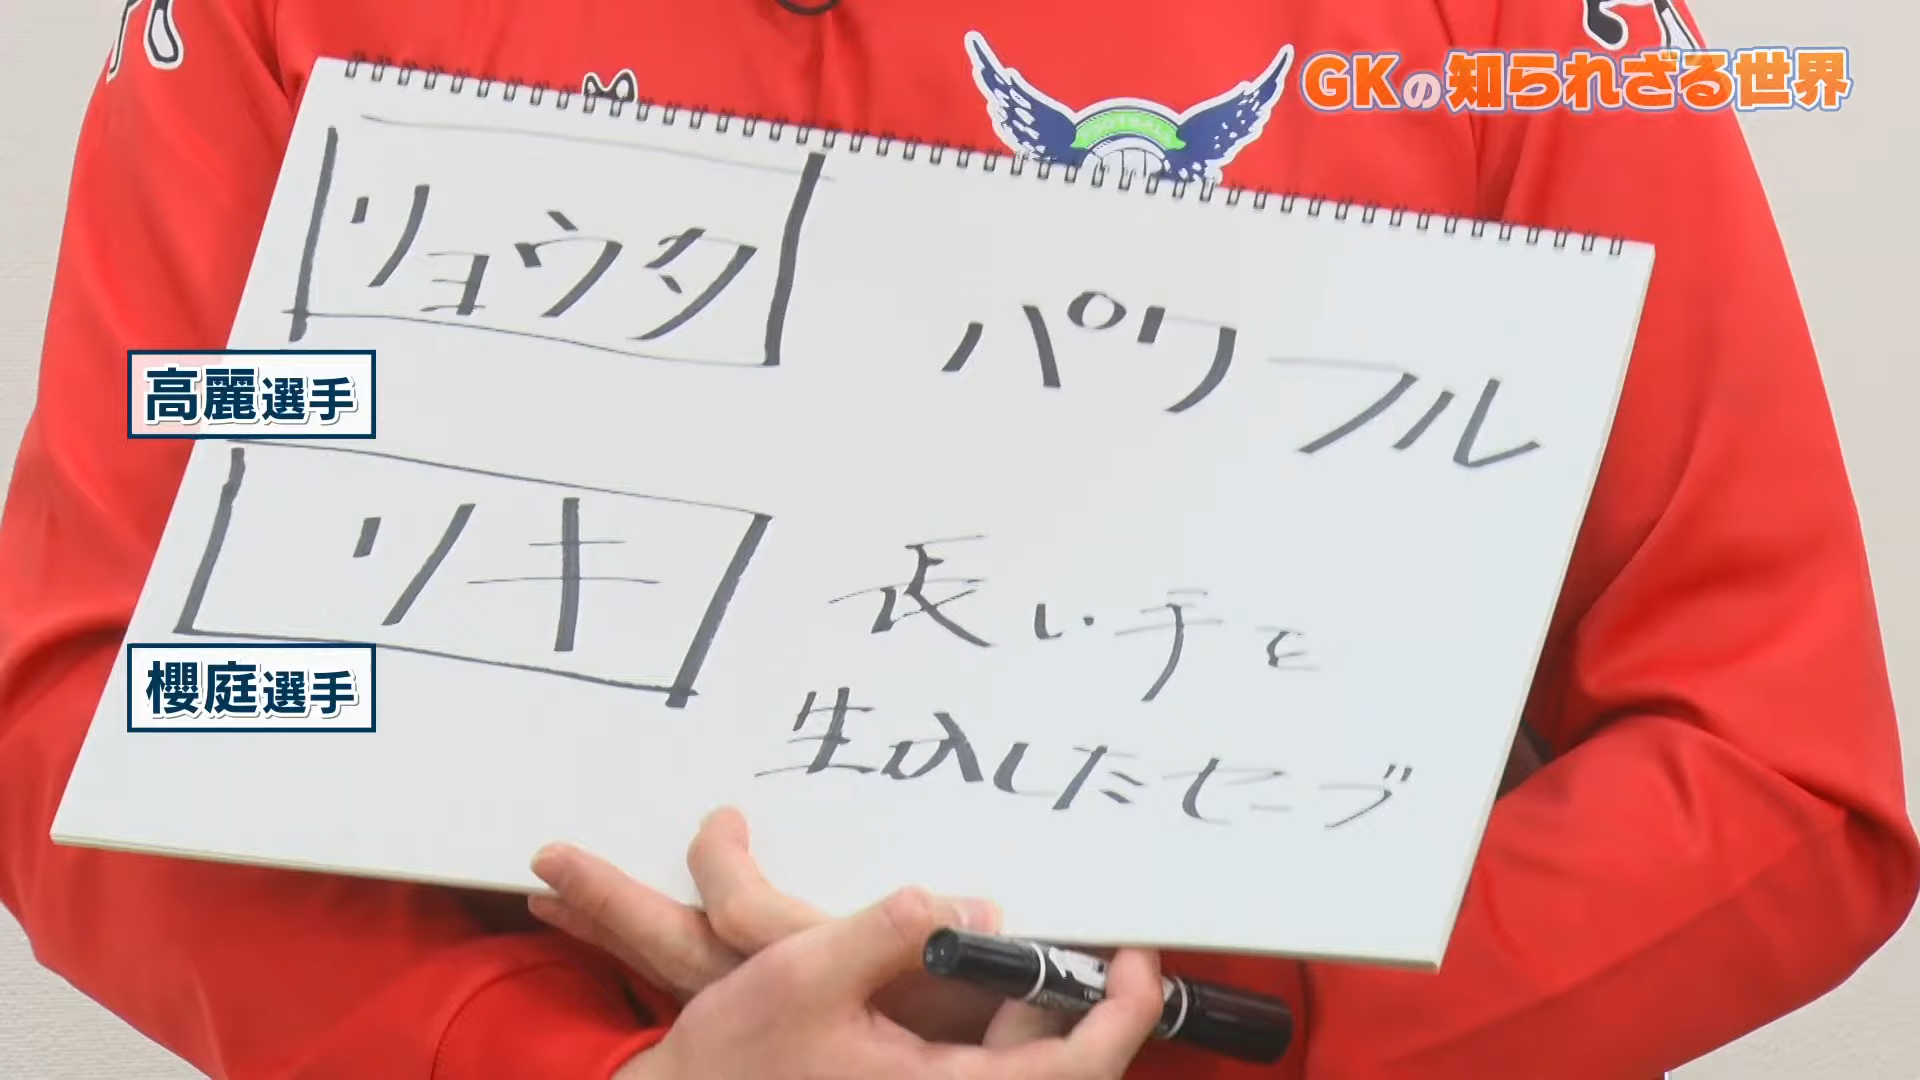 GKの知られざる世界
FOOTBALL
リョウタ
パワフル
高麗選手
リキ
長い手を
生かしたセーブ
櫻庭選手